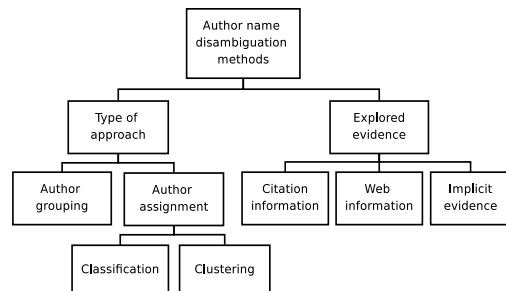 Author name
disambiguation
methods
Type of
approach
Explored
evidence
Author
grouping
Author
assignment
Citation
information
Web
information
Implicit
evidence
Classification
Clustering